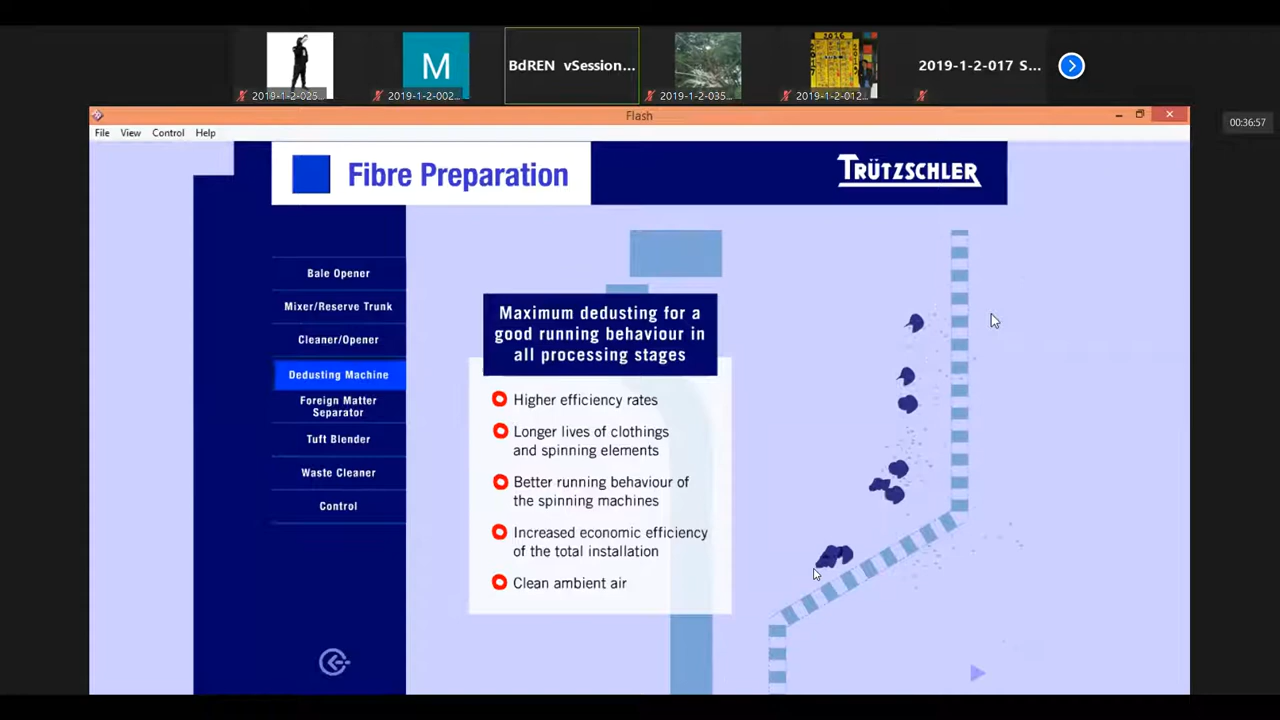 M
BdREN vSession...
2019-1-2-017 S...
2019-1-2-025...
2019-1-2-002...
2019-1-2-035...
2019-1-2-012...
Flash
00:36:57
File View Control Help
Fibre Preparation
TRÜTZSCHLER
Bale Opener
Mixer/Reserve Trunk
Cleaner/Opener
Dedusting Machine
Foreign Matter
Separator
Tuft Blender
Waste Cleaner
Control
Maximum dedusting for a
good running behaviour in
all processing stages
Higher efficiency rates
Longer lives of clothings
and spinning elements
Better running behaviour of
the spinning machines
Increased economic efficiency
of the total installation
Clean ambient air